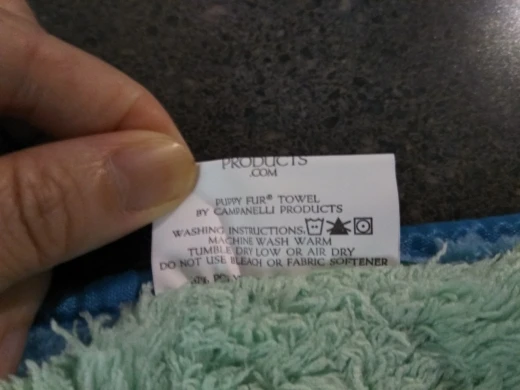 PRODUCTS
.COM
PUPPY FUR® TOWEL
BY CAMPANELLI PRODUCTS
WASHING INSTRUCTIONS:
MACHINE WASH WARM
TUMBLE DRY LOW OR AIR DRY
DO NOT USE BLEACH OR FABRIC SOFTENER